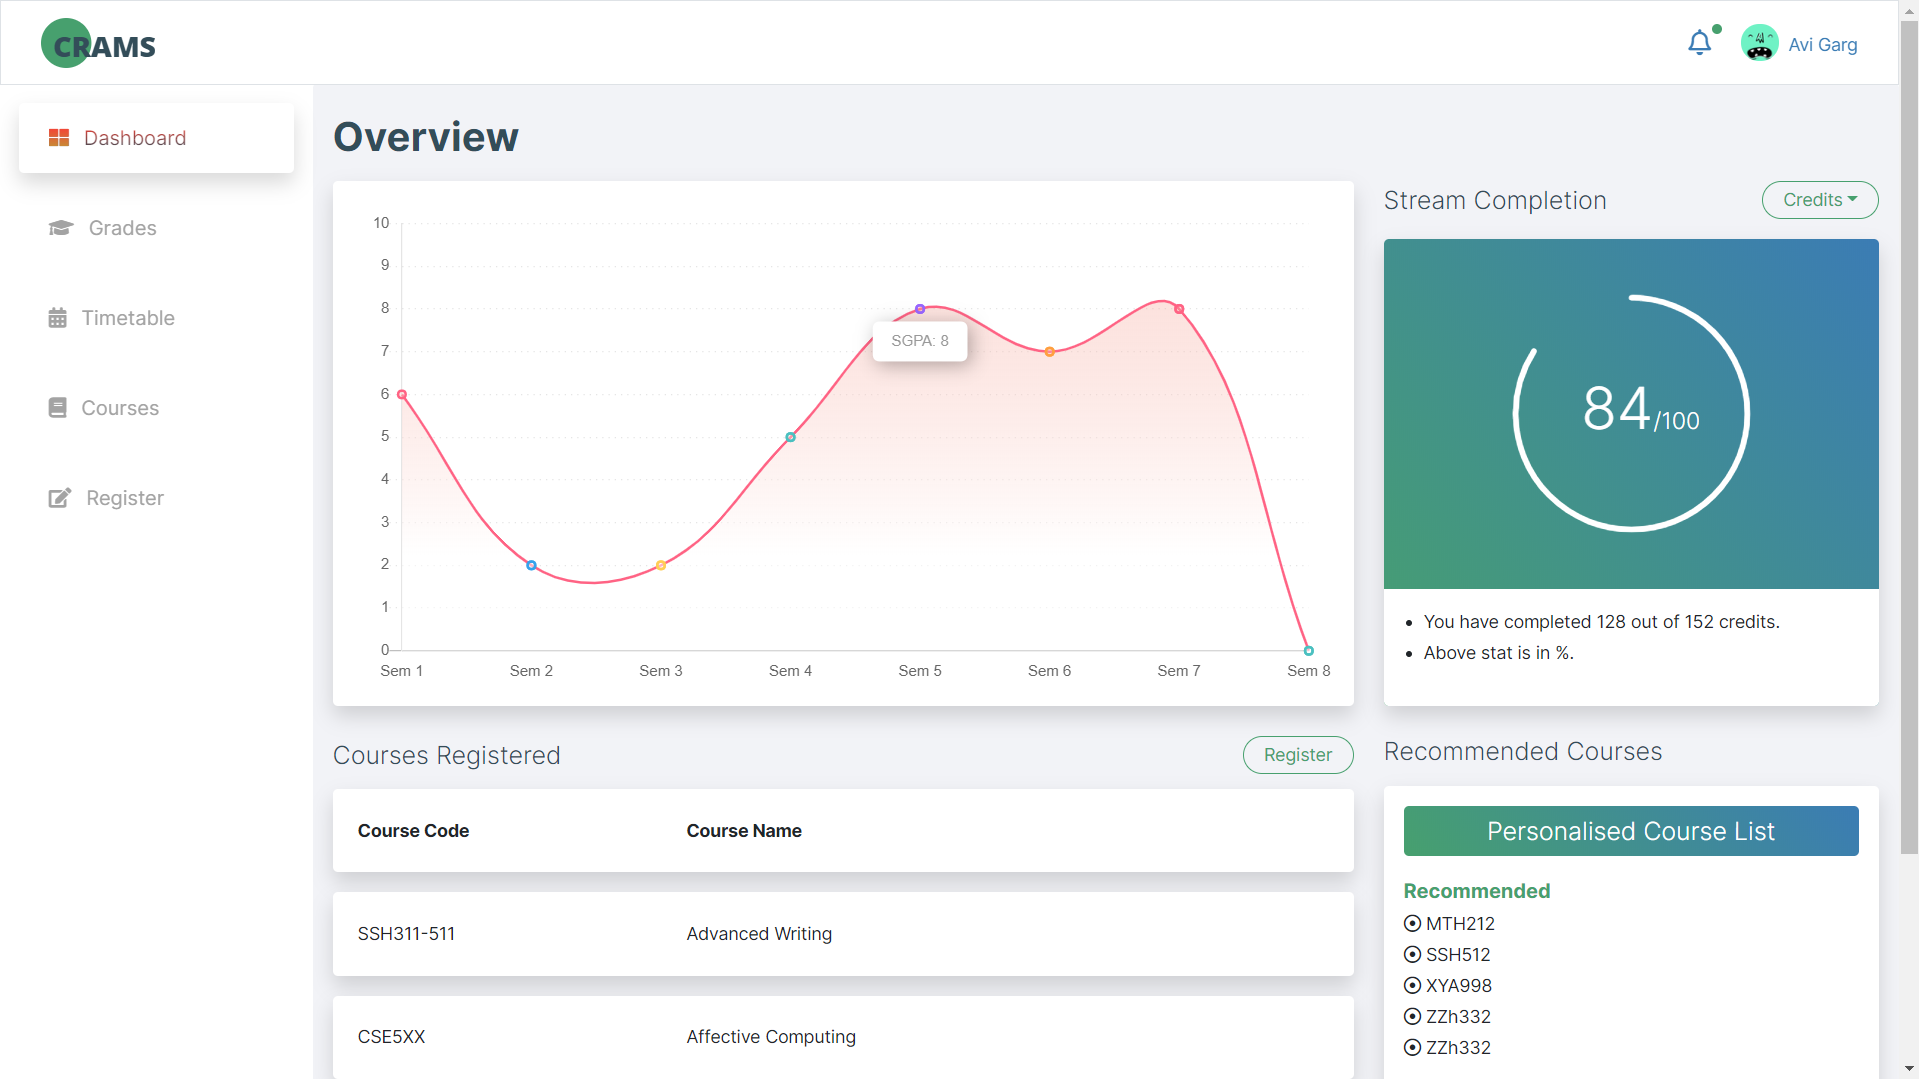 CRAMS
Avi Garg
Dashboard
Grades
Timetable
Courses
Register
Overview
10
9
8
7
6
5
4
3
2
1
0
SGPA: 8
Sem 1 Sem 2 Sem 3 Sem 4 Sem 5 Sem 6 Sem 7 Sem 8
Stream Completion
Credits
84/100
You have completed 128 out of 152 credits.
Above stat is in %.
Courses Registered
Register
Course Code Course Name
SSH311-511 Advanced Writing
CSE5XX Affective Computing
Recommended Courses
Personalised Course List
Recommended
MTH212
SSH512
XYA998
ZZh332
ZZh332